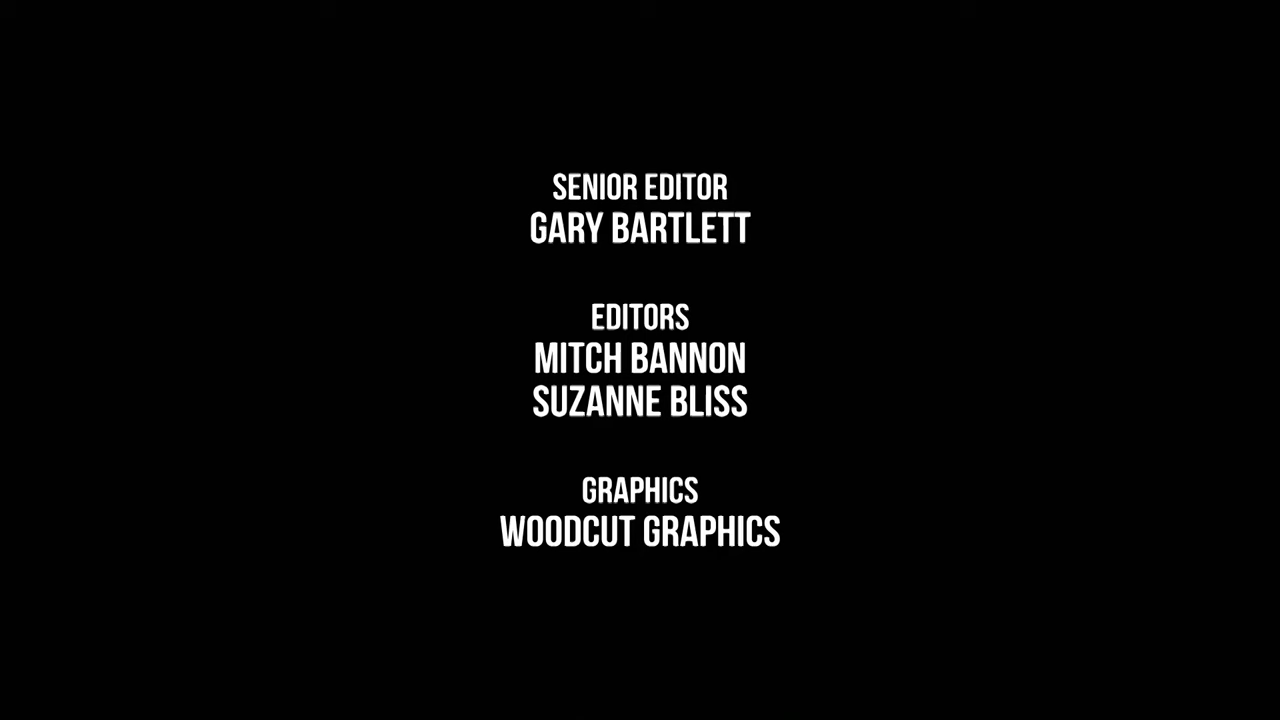 SENIOR EDITOR
GARY BARTLETT
EDITORS
MITCH BANNON
SUZANNE BLISS
GRAPHICS
WOODCUT GRAPHICS